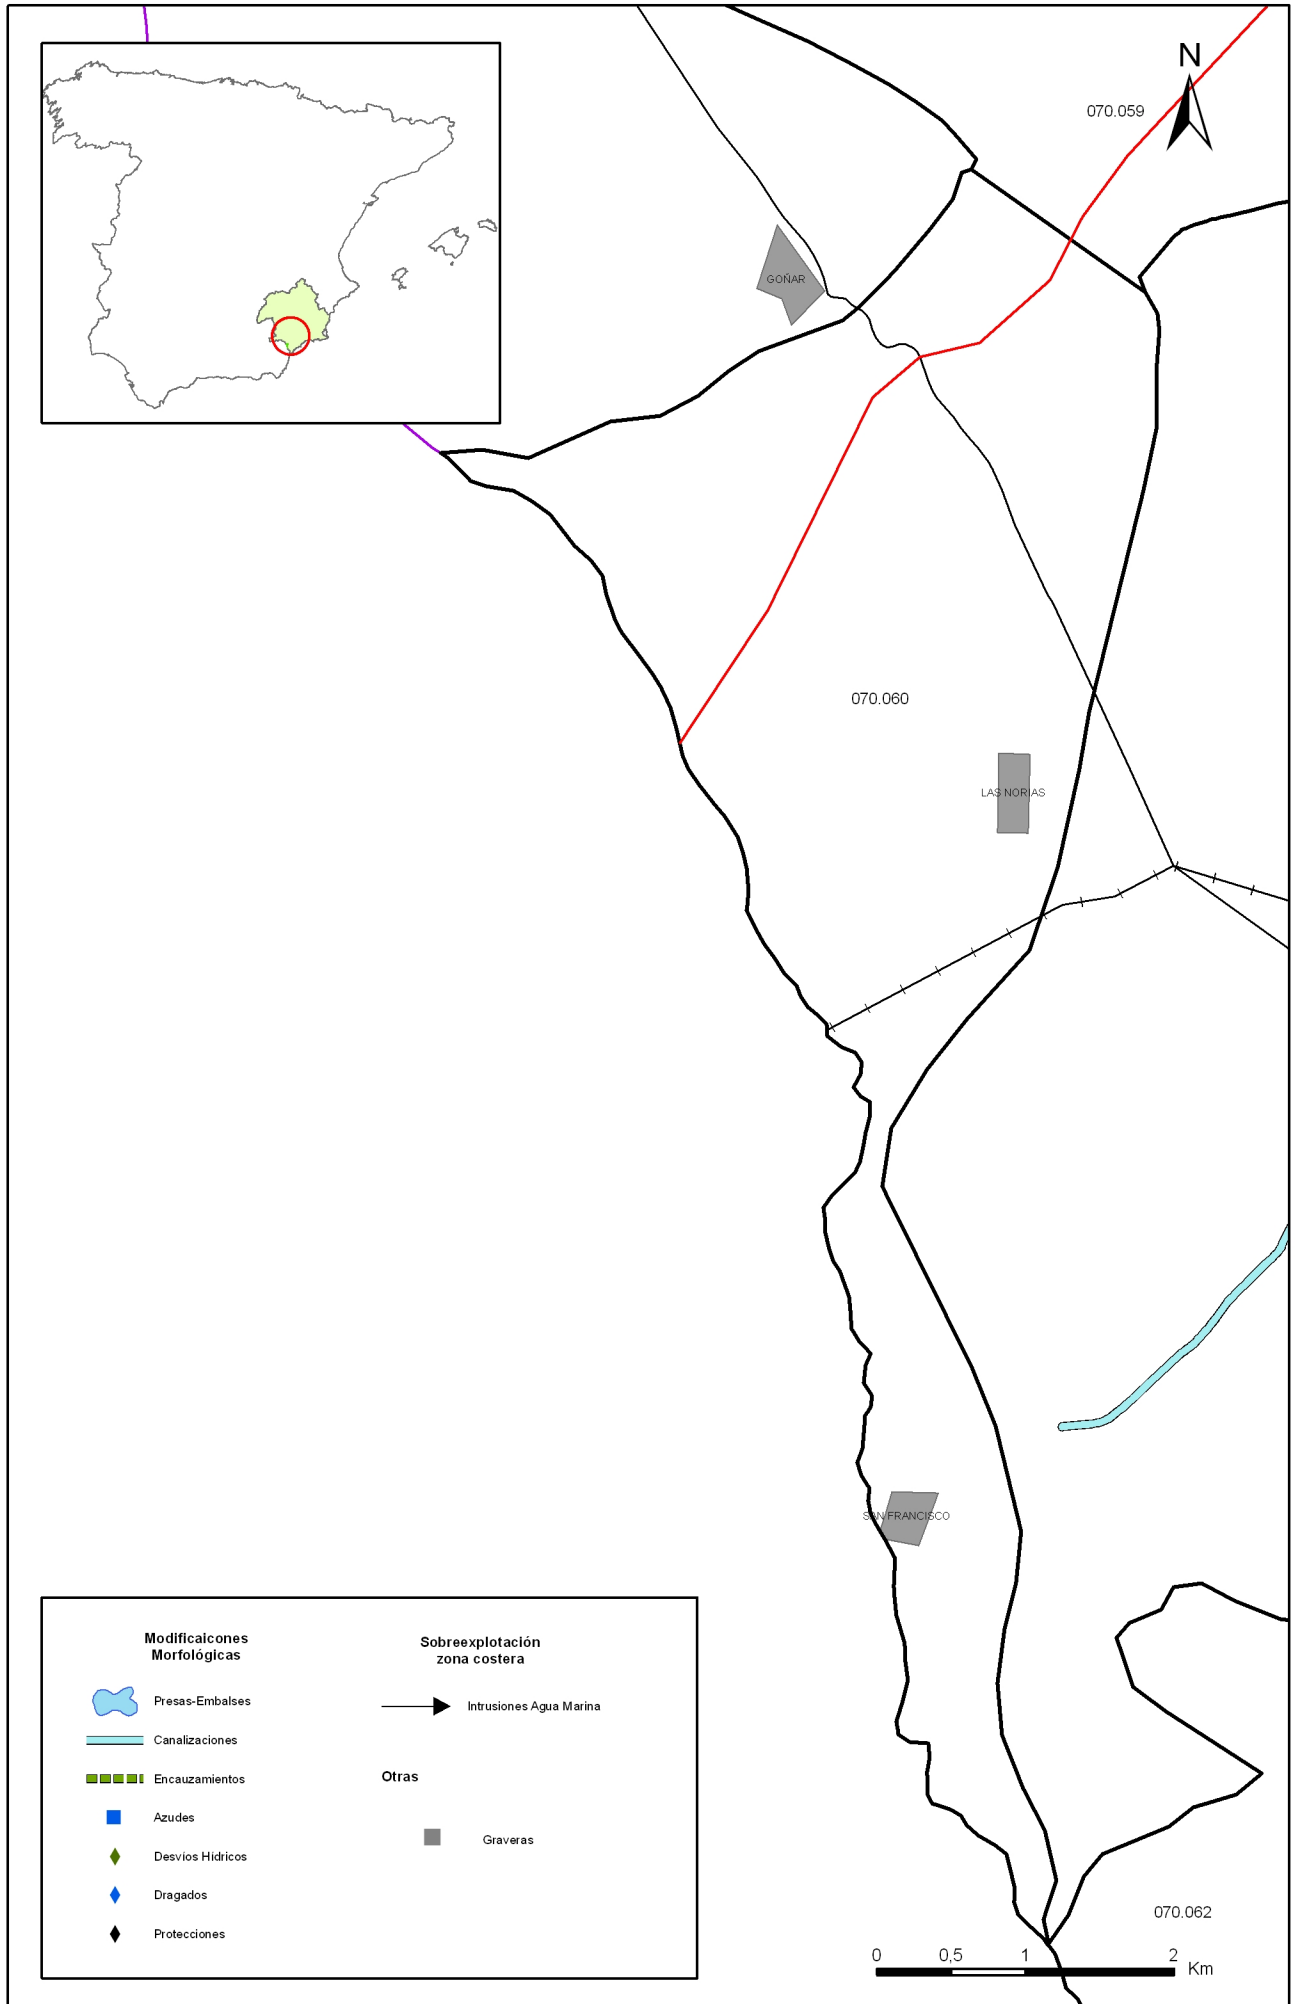 N
070.059
GOÑAR
070.060
LAS NORIAS
SAN FRANCISCO
Modificaicones
Morfológicas
Presas-Embalses
Canalizaciones
Encauzamientos
Azudes
Desvíos Hídricos
Dragados
Protecciones
Sobreexplotación
zona costera
Intrusiones Agua Marina
Otras
Graveras
070.062
0 0,5 1 2
Km